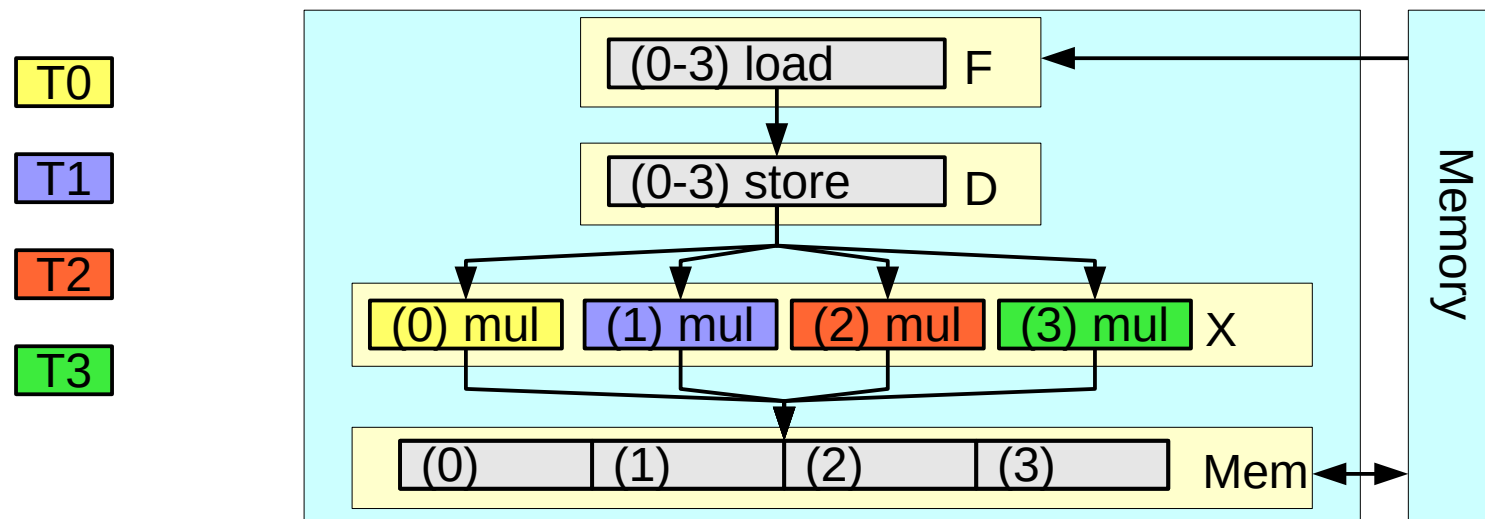 T0
T1
T2
T3
(0-3) load F
(0-3) store D
(0) mul (1) mul (2) mul (3) mul X
(0) (1) (2) (3) Mem
Memory